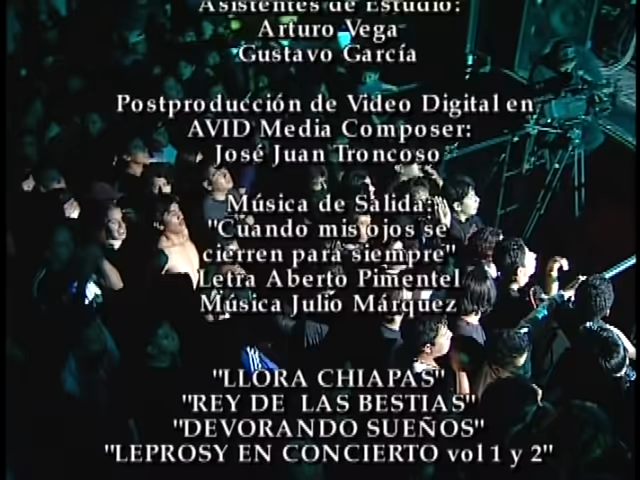 Asistentes de Estudio:
Arturo Vega
Gustavo García
Postproducción de Video Digital en
AVID Media Composer:
José Juan Troncoso
Música de Salida:
"Cuando mis ojos se
cierren para siempre"
Letra Aberto Pimentel
Música Julio Márquez
"LLORA CHIAPAS"
"REY DE LAS BESTIAS"
"DEVORANDO SUEÑOS"
"LEPROSY EN CONCIERTO vol 1 y 2"